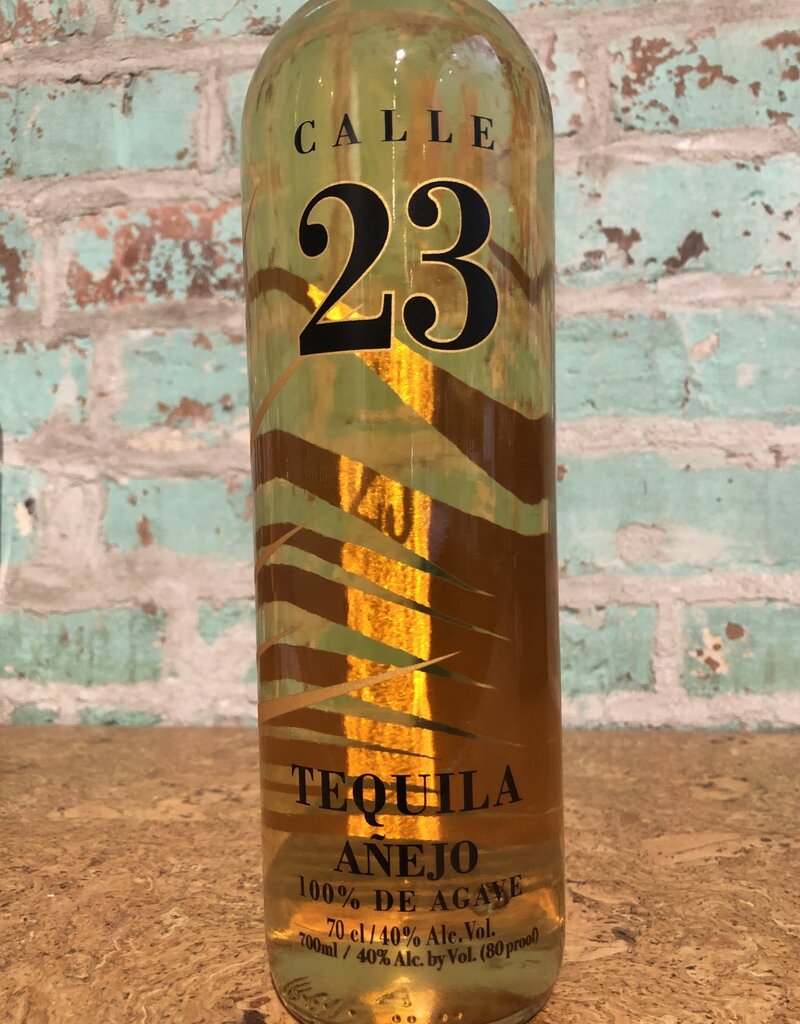 CALLE
23
TEQUILA
AÑEJO
100% DE AGAVE
70 cl / 40% Alc. Vol.
700ml / 40% Alc. by Vol. (80 proof)